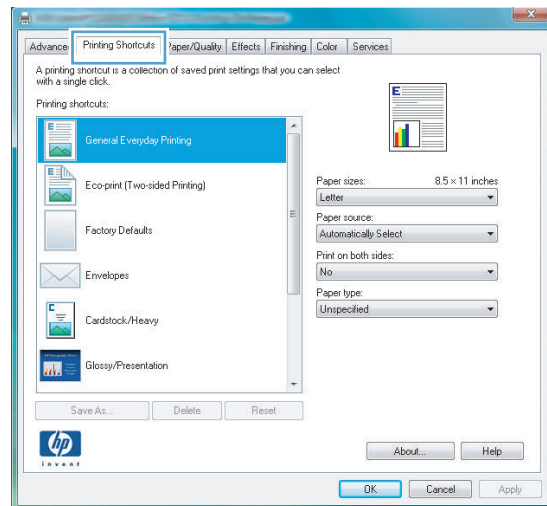 Advance
Printing Shortcuts
Paper/Quality
Effects
Finishing
Color
Services
A printing shortcut is a collection of saved print settings that you can select
with a single click.
Printing shortcuts:
General Everyday Printing
Eco-print (Two-sided Printing)
Factory Defaults
Envelopes
Cardstock/Heavy
Glossy/Presentation
Save As...
Delete
Reset
E
Paper sizes:
8.5 × 11 inches
Letter
Paper source:
Automatically Select
Print on both sides:
No
Paper type:
Unspecified
hp
invent
About...
Help
OK
Cancel
Apply